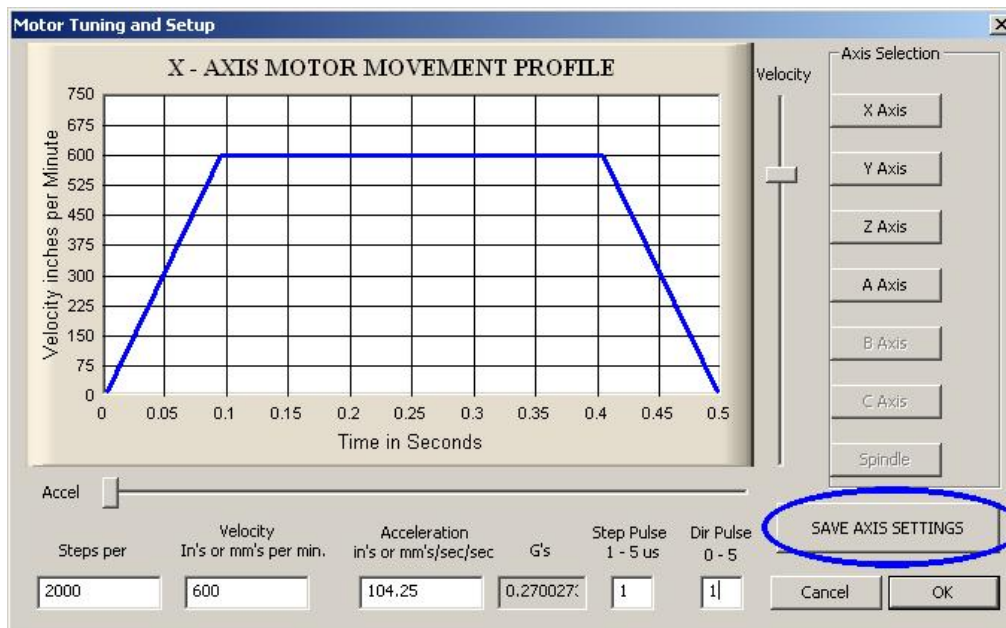 Motor Tuning and Setup
X - AXIS MOTOR MOVEMENT PROFILE
Velocity inches per Minute
750
675
600
525
450
375
300
225
150
75
0
0 0.05 0.1 0.15 0.2 0.25 0.3 0.35 0.4 0.45 0.5
Time in Seconds
Velocity
Axis Selection
X Axis
Y Axis
Z Axis
A Axis
B Axis
C Axis
Spindle
Accel
SAVE AXIS SETTINGS
Steps per
Velocity
In's or mm's per min.
Acceleration
in's or mm's/sec/sec
G's
Step Pulse
1 - 5 us
Dir Pulse
0 - 5
2000
600
104.25
1
1
Cancel
OK